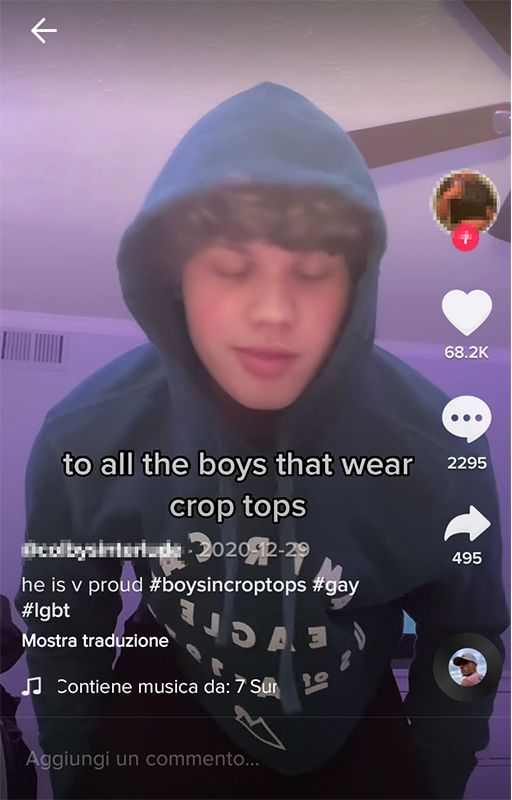 68.2K
2295
to all the boys that wear
crop tops
495
· 2020-12-29
he is v proud #boysincroptops #gay
#lgbt
Mostra traduzione
Contiene musica da: 7 Sur
Aggiungi un commento...
EAGLE